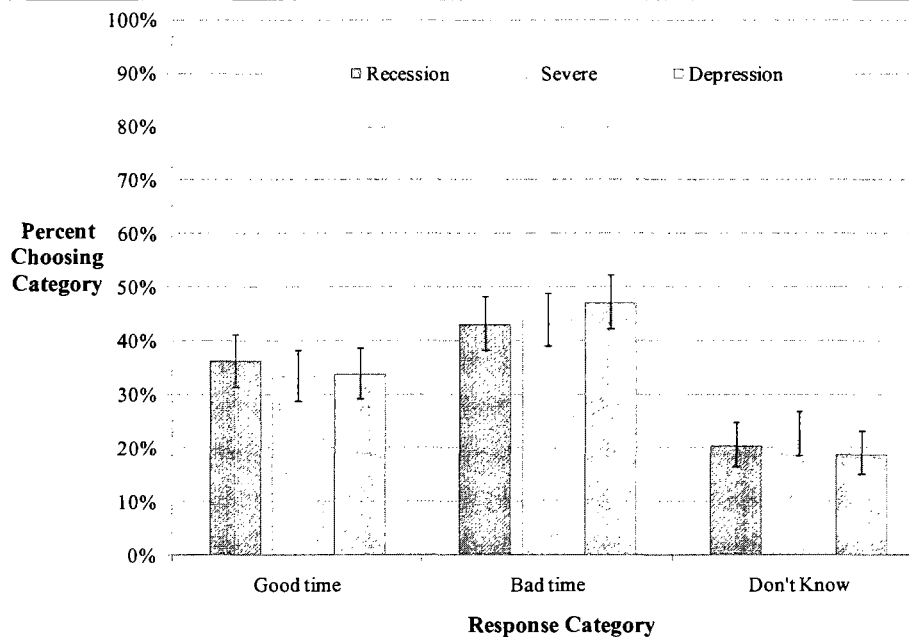 100%
90%
Recession Severe Depression
80%
70%
60%
Percent
Choosing
Category
50%
40%
30%
20%
10%
0%
Good time Bad time Don't Know
Response Category